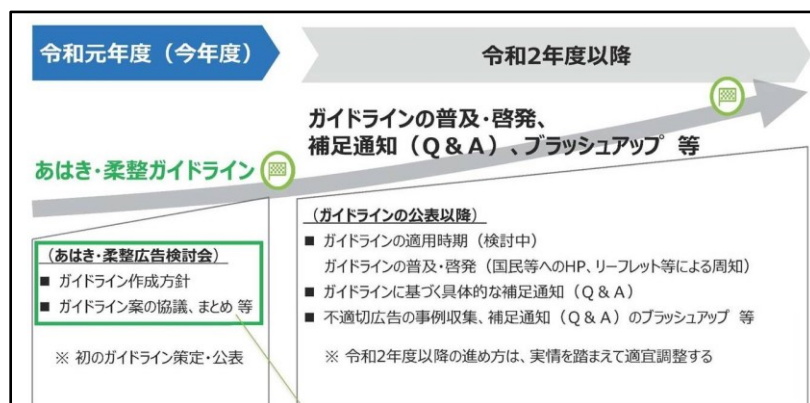 令和元年度（今年度）
令和2年度以降
ガイドラインの普及・啓発、
補足通知（Q & A）、ブラッシュアップ 等
あはき・柔整ガイドライン
（あはき・柔整広告検討会）
■ ガイドライン作成方針
■ ガイドライン案の協議、まとめ 等
※ 初のガイドライン策定・公表
（ガイドラインの公表以降）
■ ガイドラインの適用時期（検討中）
ガイドラインの普及・啓発（国民等へのHP、リーフレット等による周知）
■ ガイドラインに基づく具体的な補足通知（Q & A）
■ 不適切広告の事例収集、補足通知（Q & A）のブラッシュアップ 等
※ 令和2年度以降の進め方は、実情を踏まえて適宜調整する